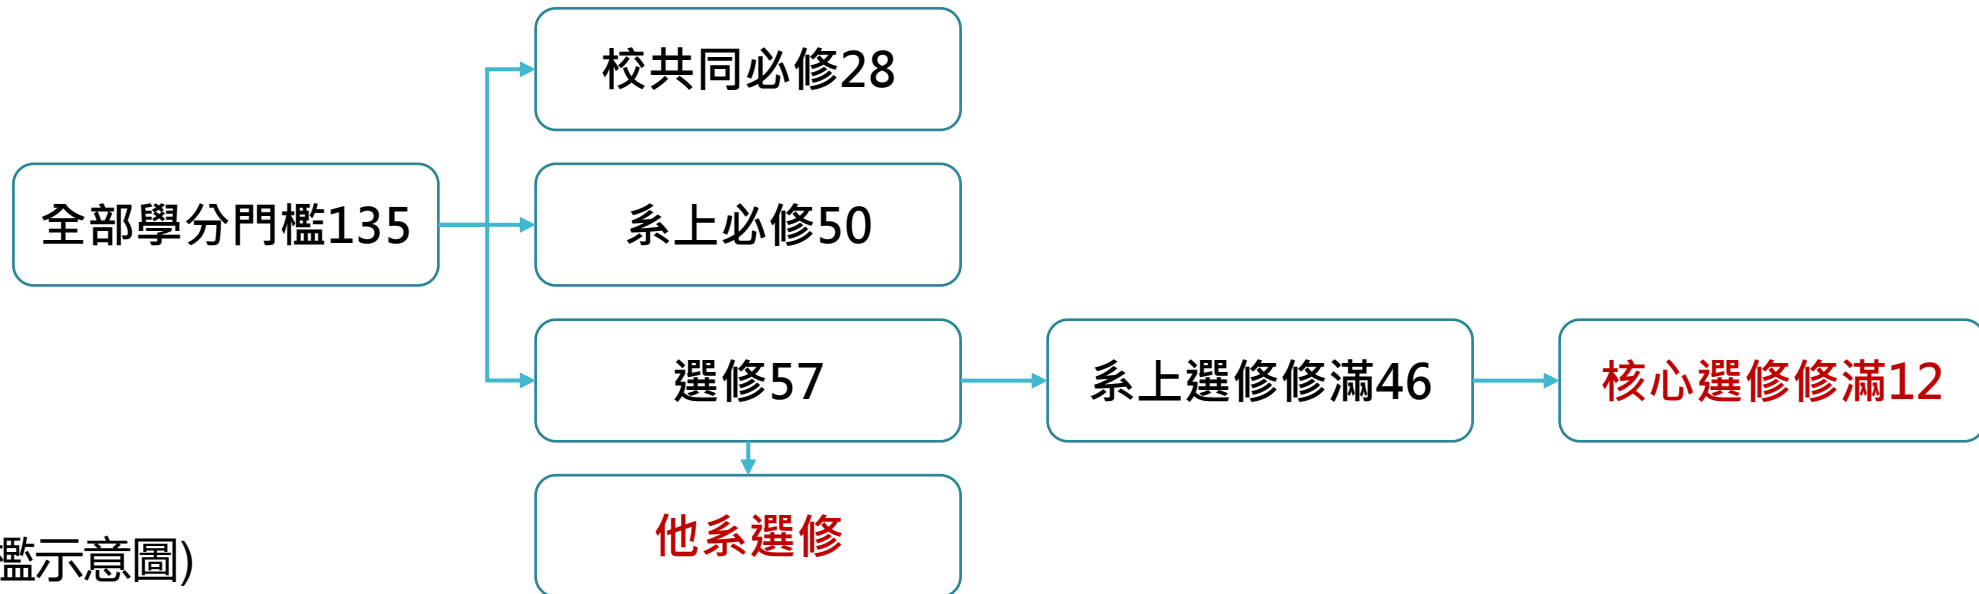 校共同必修28
全部學分門檻135
系上必修50
選修57
系上選修修滿46
核心選修修滿12
他系選修
檻示意圖)